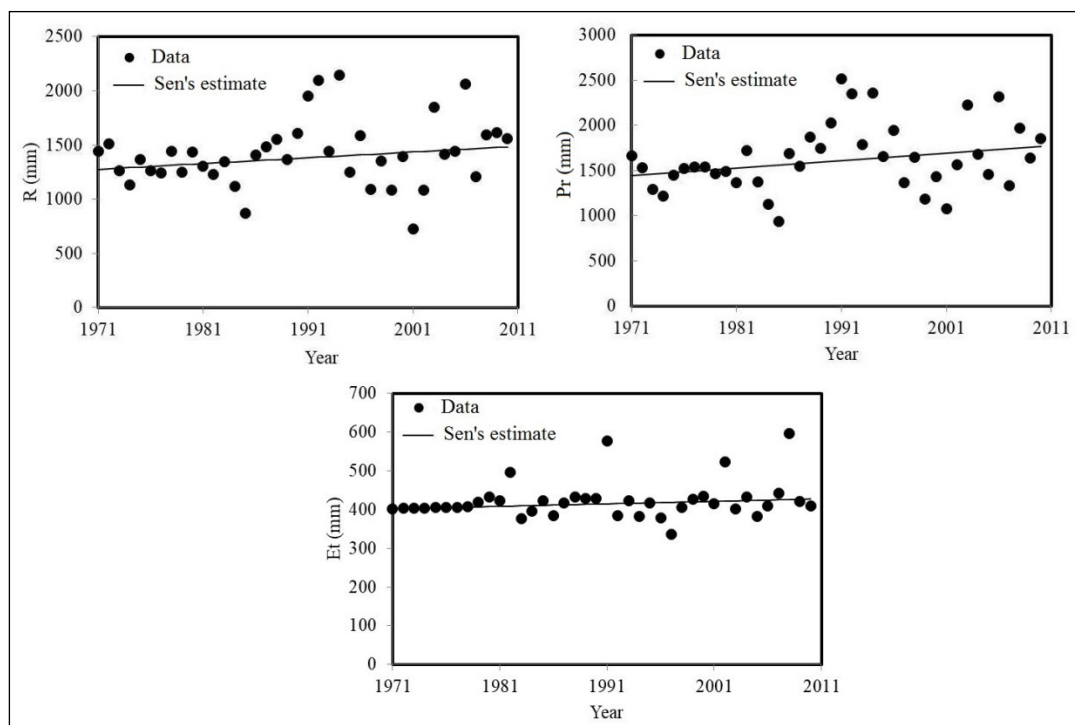 2500
2000
1500
1000
500
0
R (mm)
Data
Sen's estimate
1971 1981 1991 2001 2011
Year
3000
2500
2000
1500
1000
500
0
Pr (mm)
Data
Sen's estimate
1971 1981 1991 2001 2011
Year
700
600
500
400
300
200
100
0
Et (mm)
Data
Sen's estimate
1971 1981 1991 2001 2011
Year